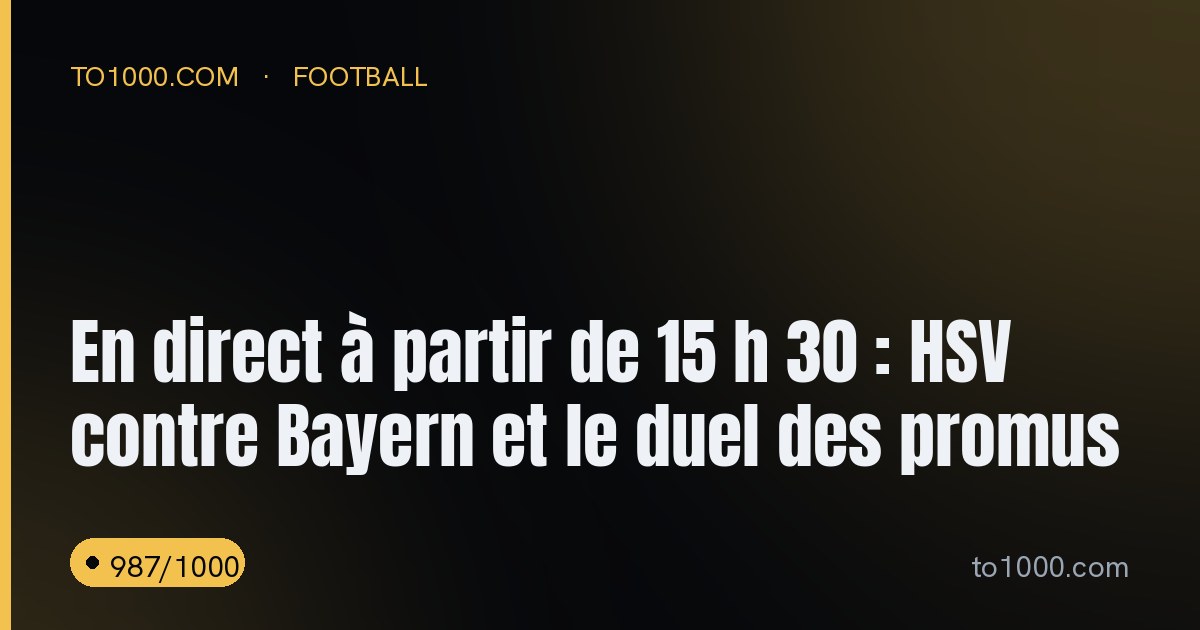 TO1000.COM · FOOTBALL
En direct à partir de 15 h 30 : HSV
contre Bayern et le duel des promus
987/1000
to1000.com